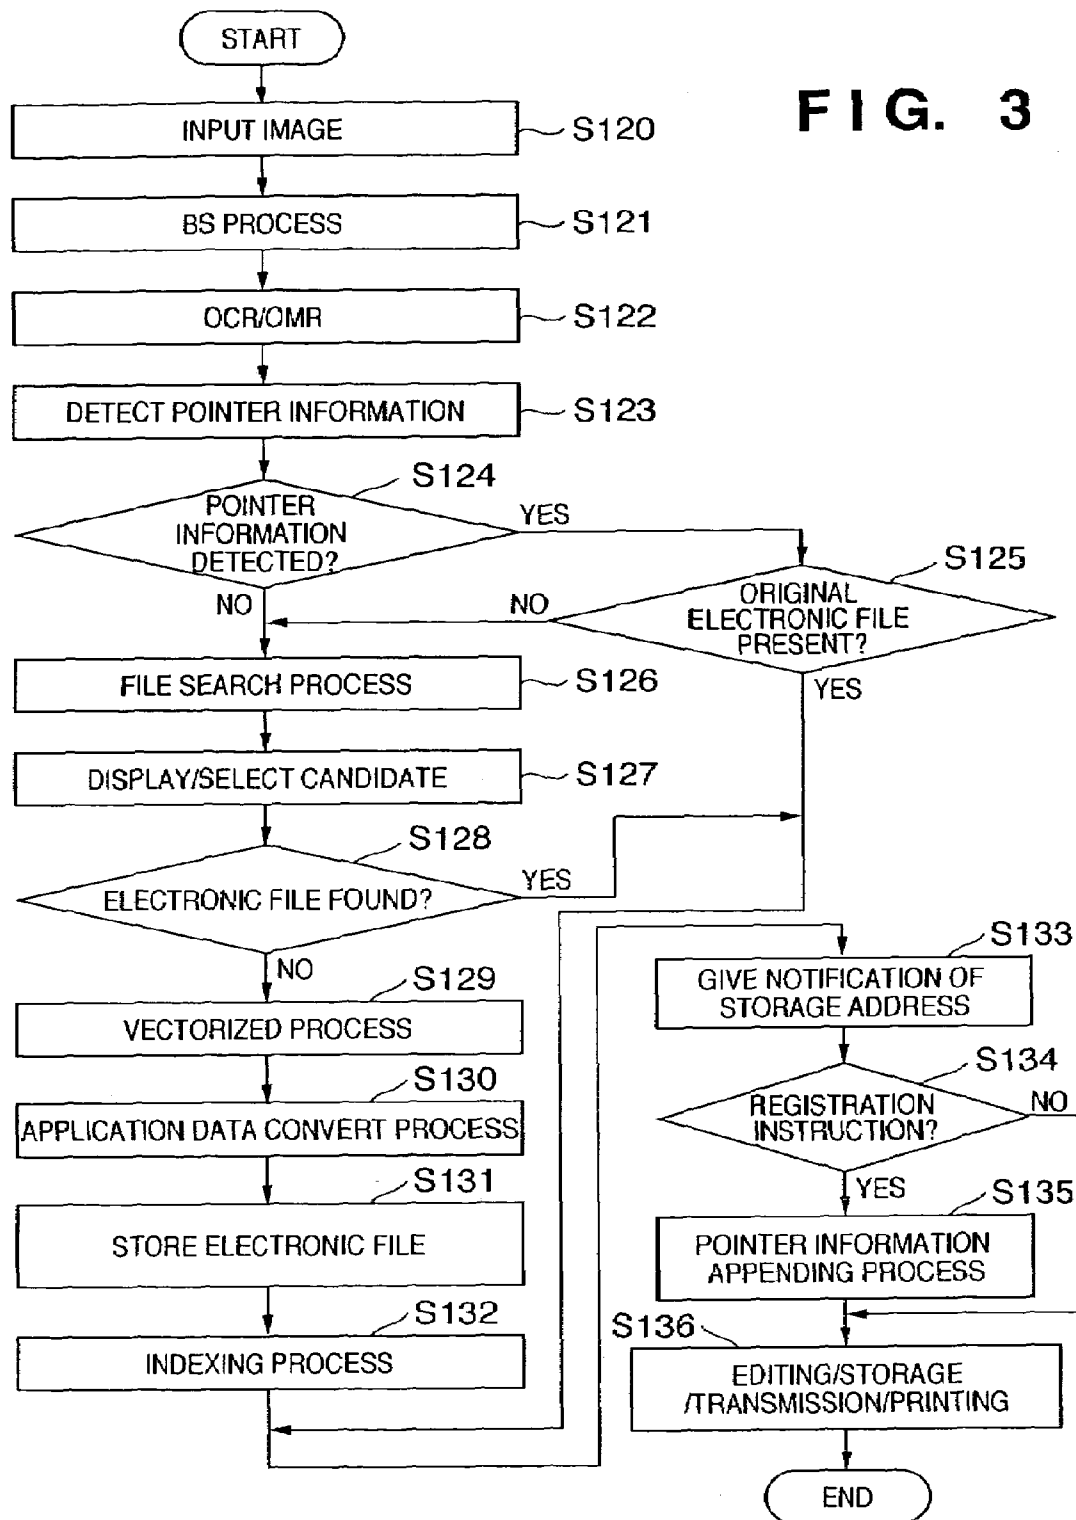 START
FIG. 3
INPUT IMAGE
S120
BS PROCESS
S121
OCR/OMR
S122
DETECT POINTER INFORMATION
S123
S124
POINTER
INFORMATION
DETECTED?
YES
NO
S125
ORIGINAL
ELECTRONIC FILE
PRESENT?
NO
YES
FILE SEARCH PROCESS
S126
DISPLAY/SELECT CANDIDATE
S127
S128
ELECTRONIC FILE FOUND?
YES
NO
S129
VECTORIZED PROCESS
S130
APPLICATION DATA CONVERT PROCESS
S131
STORE ELECTRONIC FILE
S132
INDEXING PROCESS
S133
GIVE NOTIFICATION OF
STORAGE ADDRESS
S134
REGISTRATION
INSTRUCTION?
NO
YES
S135
POINTER INFORMATION
APPENDING PROCESS
S136
EDITING/STORAGE
/TRANSMISSION/PRINTING
END